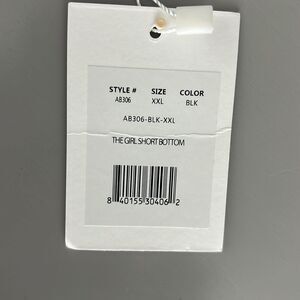 STYLE # SIZE COLOR
AB306 XXL BLK
AB306-BLK-XXL
THE GIRL SHORT BOTTOM
8 40155 30406 2